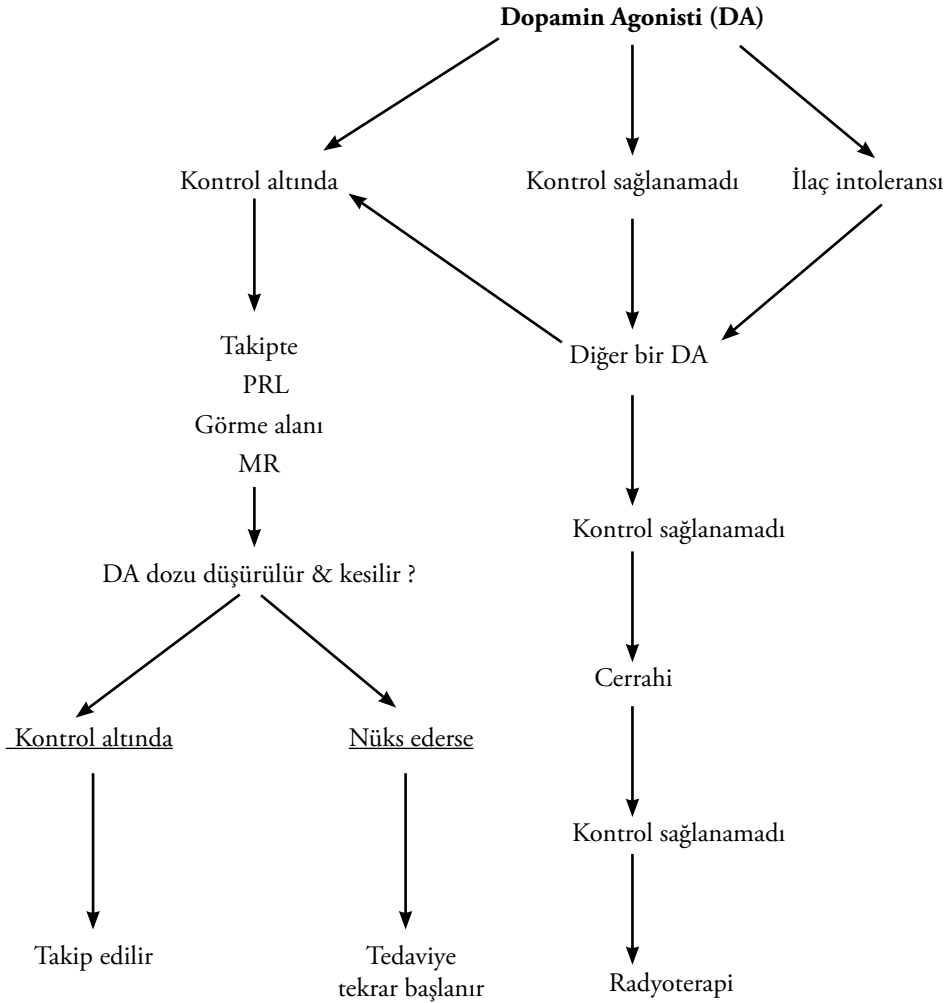 Dopamin Agonisti (DA)
Kontrol altında
Kontrol sağlanamadı
İlaç intoleransı
Takipte
PRL
Görme alanı
MR
Diğer bir DA
Kontrol sağlanamadı
DA dozu düşürülür & kesilir ?
Cerrahi
Kontrol altında
Nüks ederse
Kontrol sağlanamadı
Takip edilir
Tedaviye
tekrar başlanır
Radyoterapi